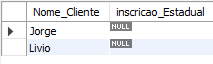 Nome_Cliente inscricao_Estadual
Jorge NULL
Livio NULL